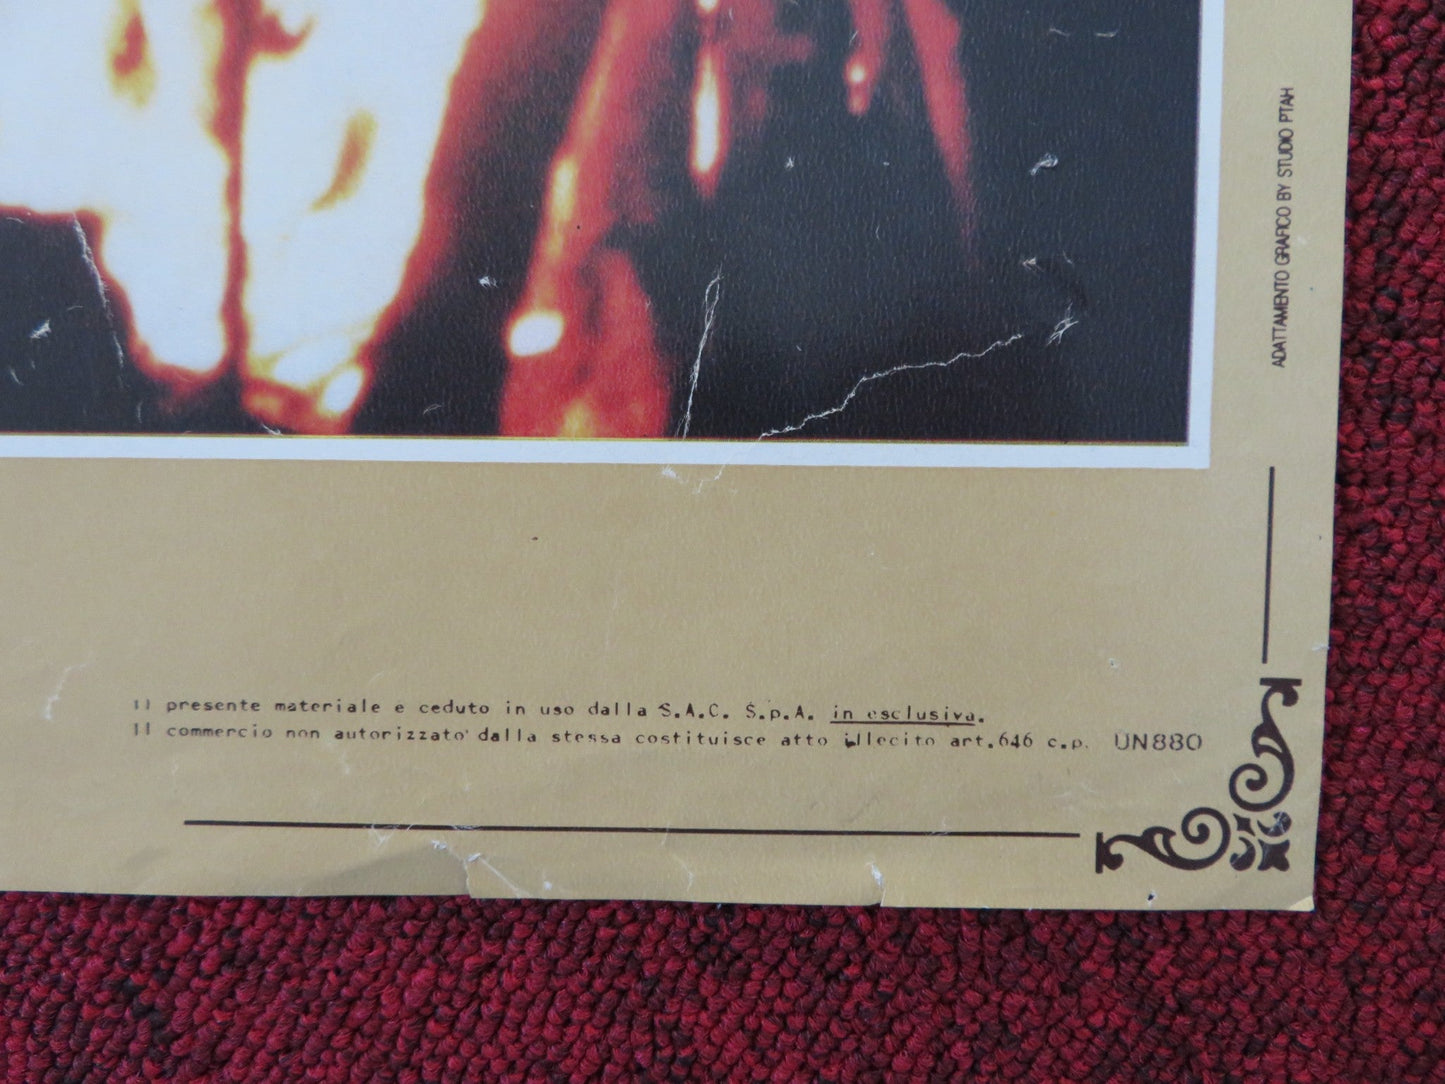 ADATTAMENTO GRAFICO BY STUDIO PTAH
Il presente materiale e ceduto in uso dalla S.A.C. S.p.A. in esclusiva.
Il commercio non autorizzato dalla stessa costituisce atto illecito art.646 c.p. UN880